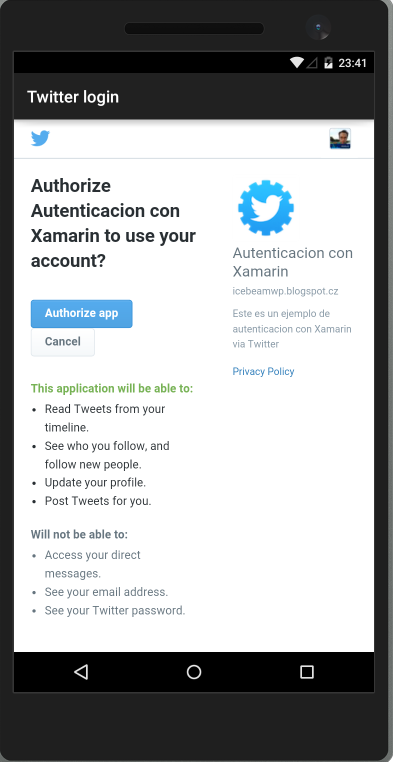 23:41
Twitter login
Authorize
Autenticacion con
Xamarin to use your
account?
Authorize app
Cancel
This application will be able to:
• Read Tweets from your
timeline.
• See who you follow, and
follow new people.
• Update your profile.
• Post Tweets for you.
Will not be able to:
• Access your direct
messages.
• See your email address.
• See your Twitter password.
Autenticacion con
Xamarin
icebeamwp.blogspot.cz
Este es un ejemplo de
autenticacion con Xamarin
via Twitter
Privacy Policy